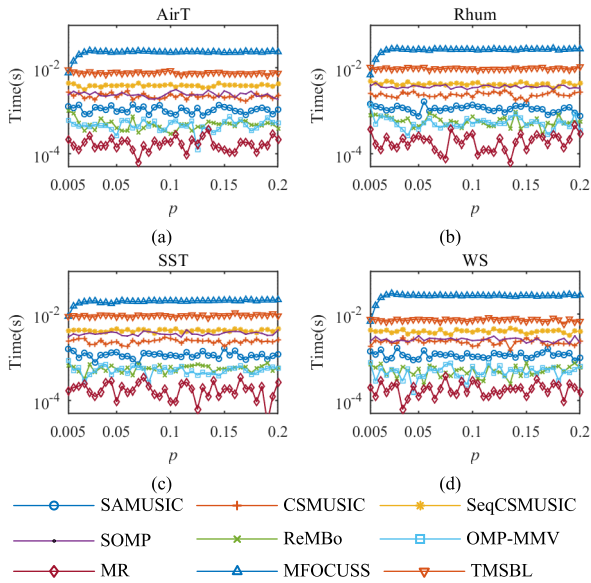 AirT
Rhum
Time(s)
10-2
10-4
0.005 0.05 0.1 0.15 0.2
p
(a)
Time(s)
10-2
10-4
0.005 0.05 0.1 0.15 0.2
p
(b)
SST
WS
Time(s)
10-2
10-4
0.005 0.05 0.1 0.15 0.2
p
(c)
Time(s)
10-2
10-4
0.005 0.05 0.1 0.15 0.2
p
(d)
SAMUSIC CSMUSIC SeqCSMUSIC
SOMP ReMBo OMP-MMV
MR MFOCUSS TMSBL